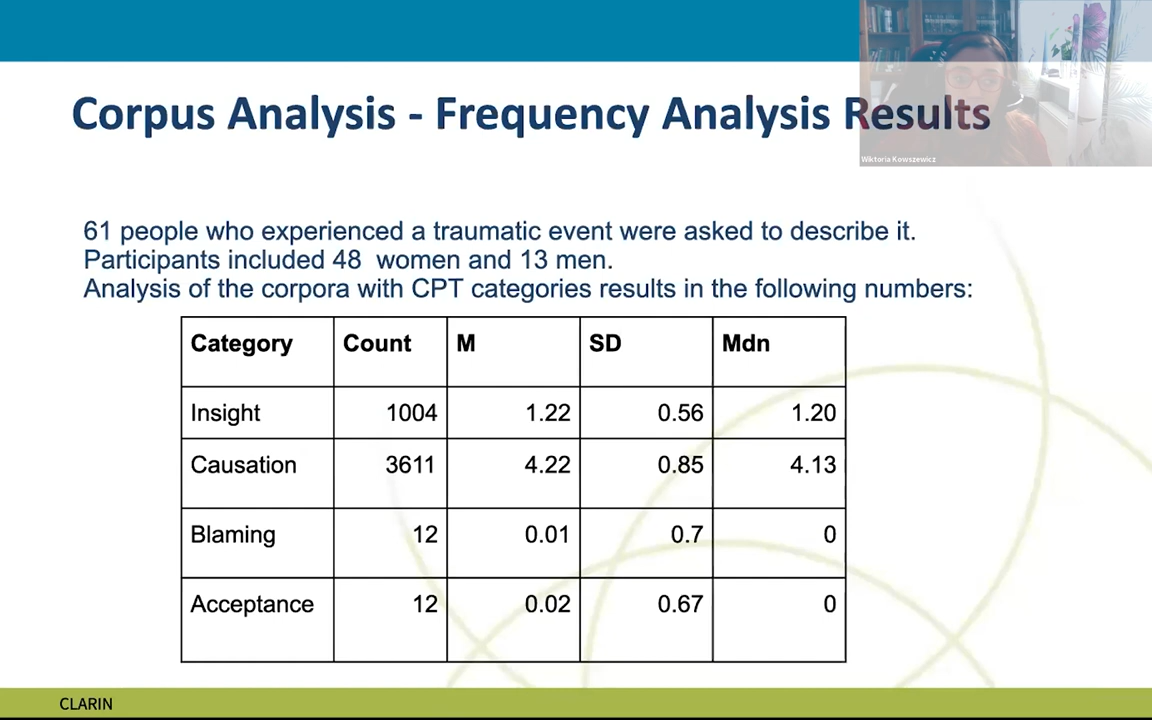 Corpus Analysis - Frequency Analysis Results
Wiktoria Kowszewicz
61 people who experienced a traumatic event were asked to describe it.
Participants included 48 women and 13 men.
Analysis of the corpora with CPT categories results in the following numbers:
Category Count M SD Mdn
Insight 1004 1.22 0.56 1.20
Causation 3611 4.22 0.85 4.13
Blaming 12 0.01 0.7 0
Acceptance 12 0.02 0.67 0
CLARIN